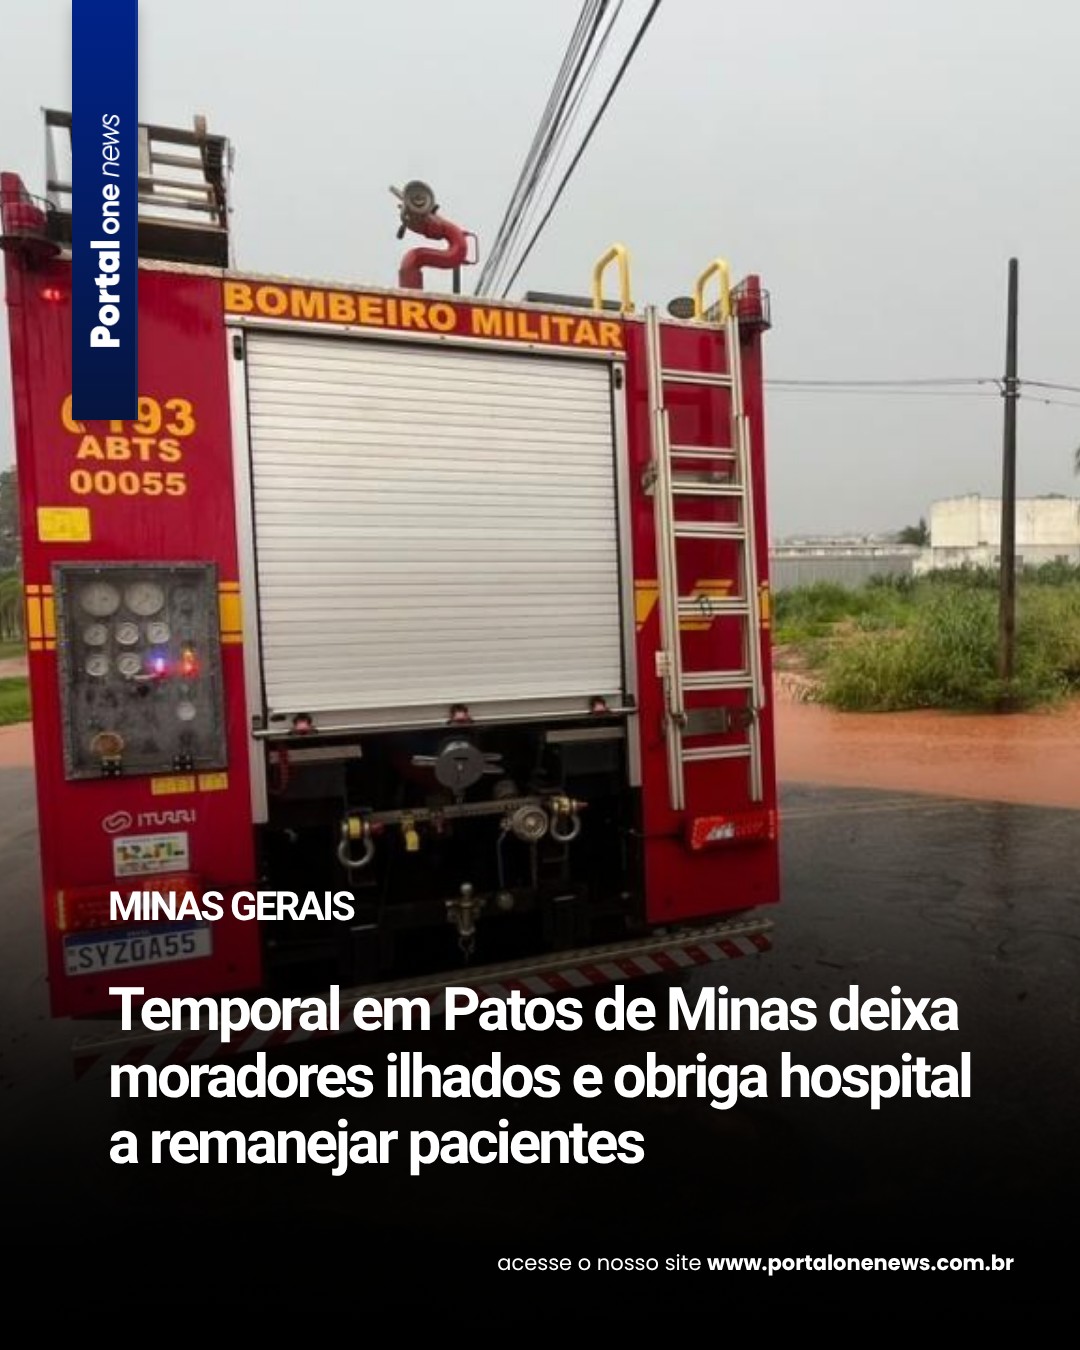 Portal one news
BOMBEIRO MILITAR
193
ABTS
00055
ITURRI
SYZ0A55
MINAS GERAIS
Temporal em Patos de Minas deixa
moradores ilhados e obriga hospital
a remanejar pacientes
acesse o nosso site www.portalonenews.com.br